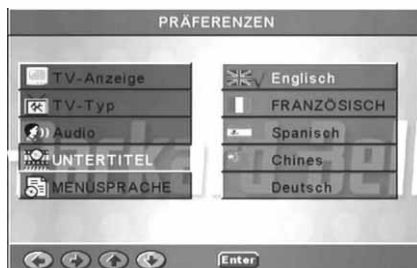 PRÄFERENZEN
TV-Anzeige
TV-Typ
Audio
UNTERTITEL
MENÜSPRACHE
Englisch
FRANZÖSISCH
Spanisch
Chines
Deutsch
Enter